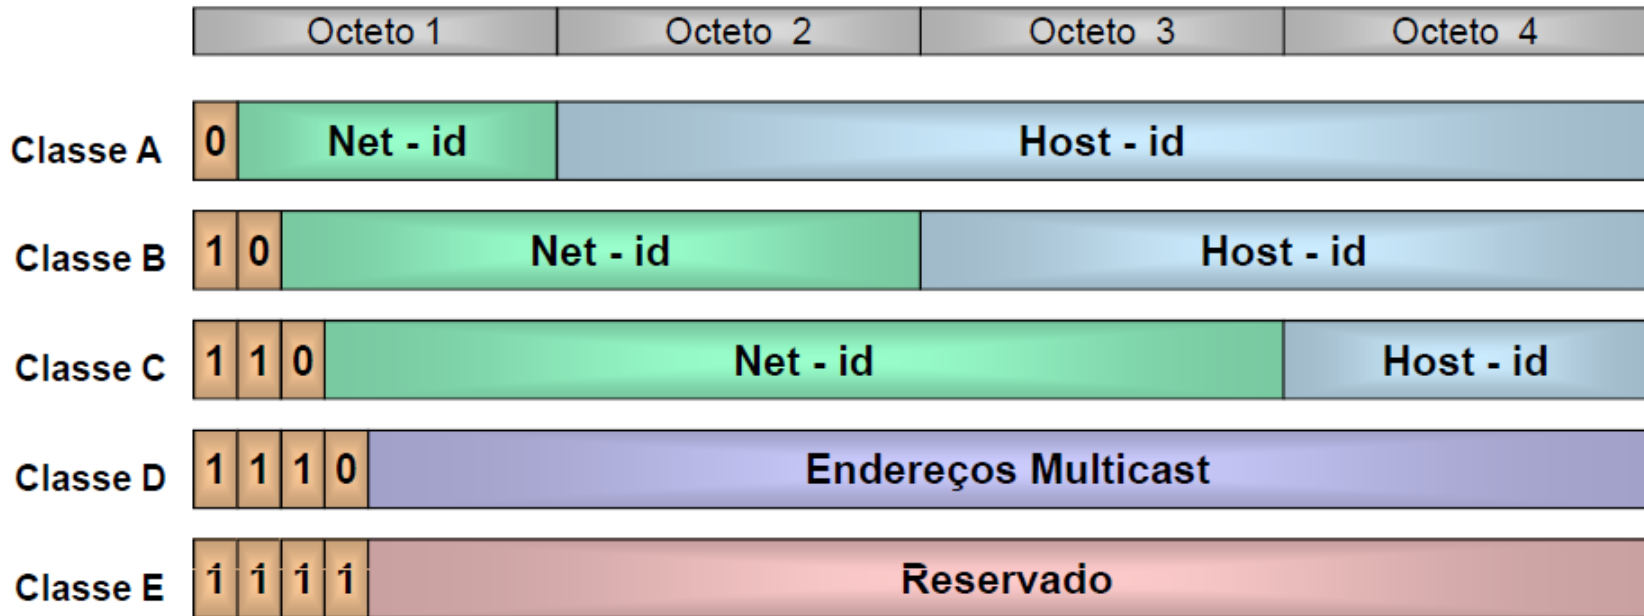 Octeto 1 Octeto 2 Octeto 3 Octeto 4
Classe A 0 Net - id Host - id
Classe B 1 0 Net - id Host - id
Classe C 1 1 0 Net - id Host - id
Classe D 1 1 1 0 Endereços Multicast
Classe E 1 1 1 1 Reservado